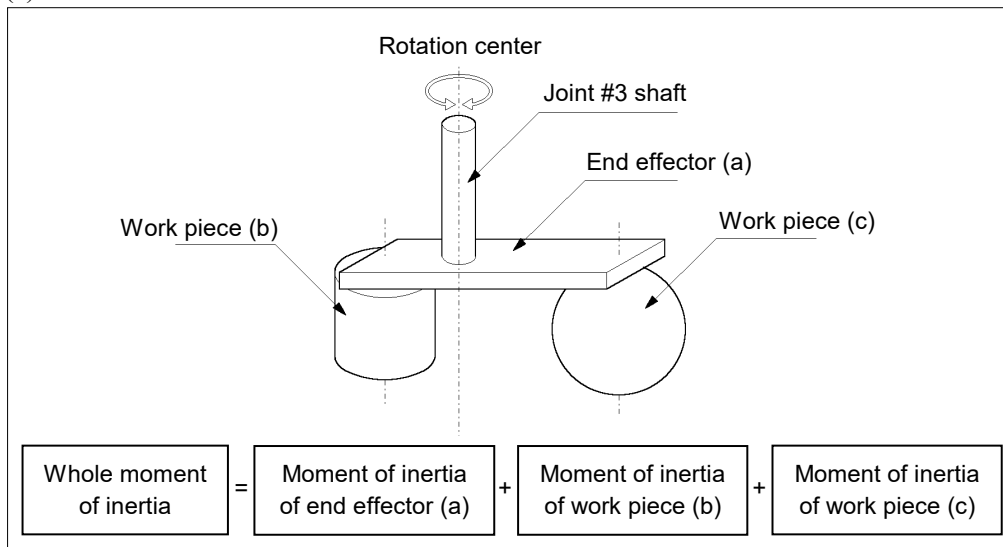 Rotation center
Joint #3 shaft
End effector (a)
Work piece (b)
Work piece (c)
Whole moment
of inertia
=
Moment of inertia
of end effector (a)
+
Moment of inertia
of work piece (b)
+
Moment of inertia
of work piece (c)